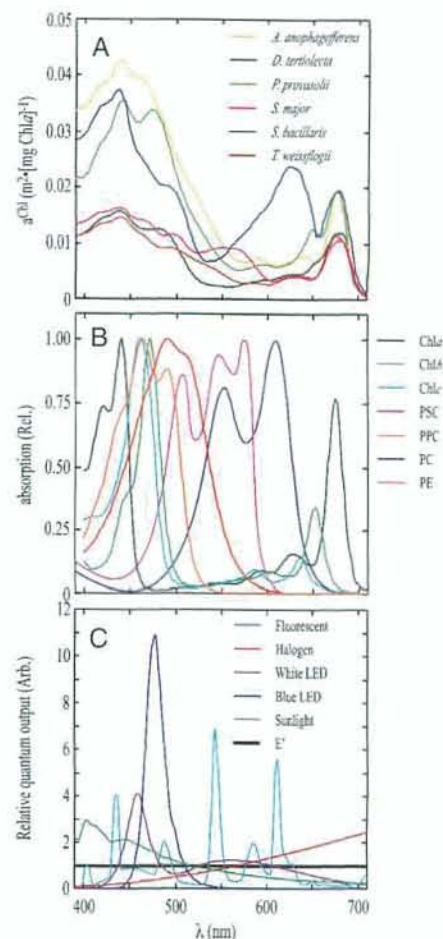 A
A. anophagefferens
D. tertiolecta
P. provasolii
S. major
S. bacillaris
T. weissflogii
0.05
0.04
0.03
0.02
0.01
0
a^Chl (m²•[mg Chla]⁻¹)
B
Chla
Chlb
Chlc
PSC
PPC
PC
PE
1.00
0.75
0.50
0.25
0.00
absorption (Rel.)
C
Fluorescent
Halogen
White LED
Blue LED
Sunlight
E'
12
10
8
6
4
2
0
Relative quantum output (Arb.)
400 500 600 700
λ (nm)